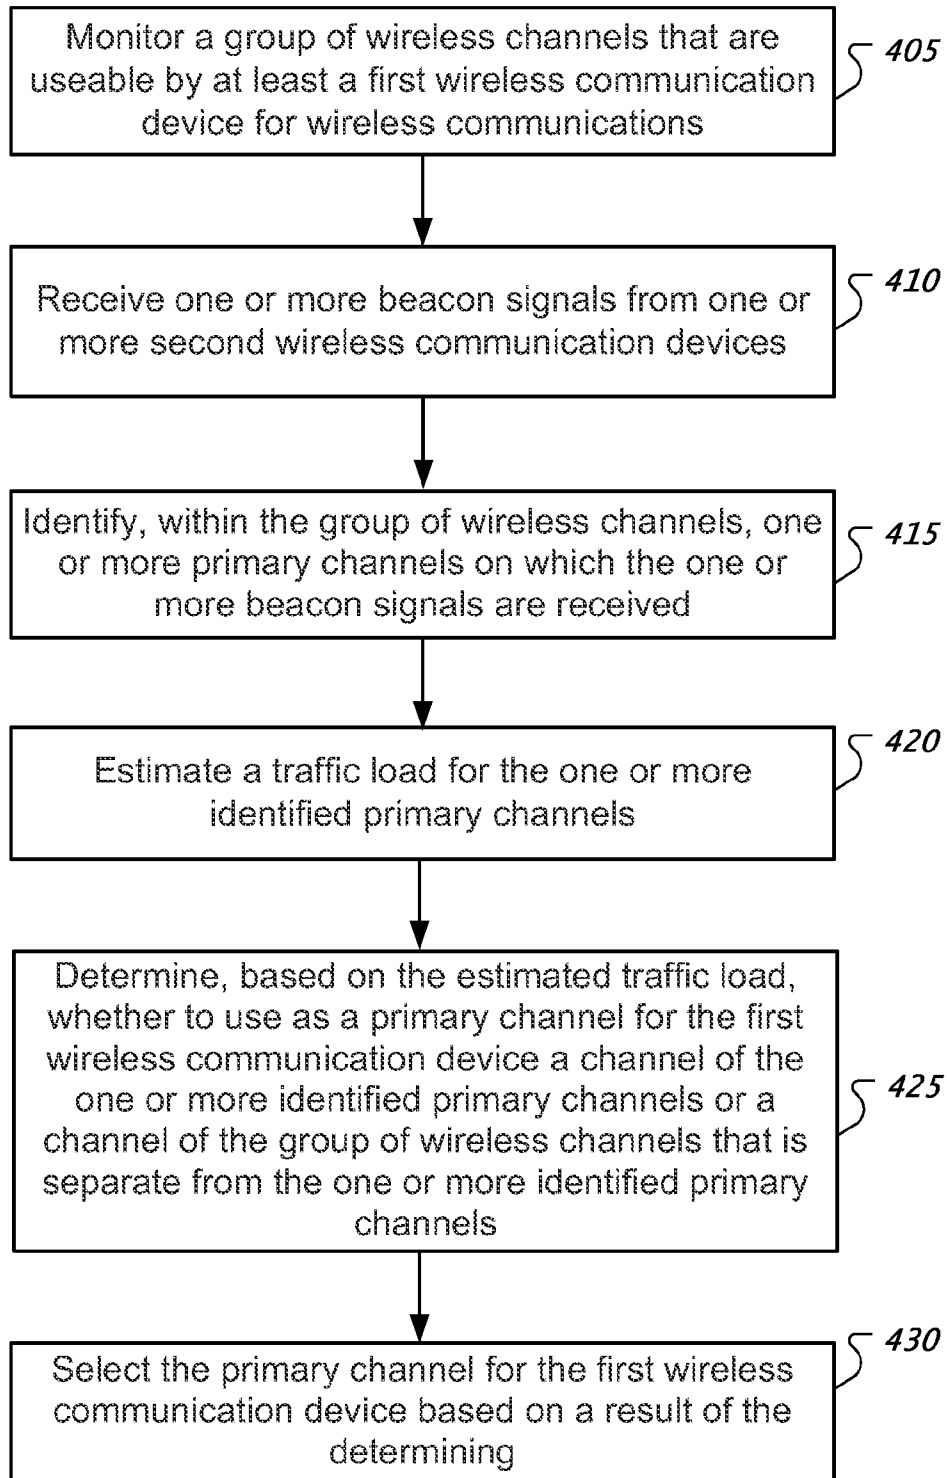 Monitor a group of wireless channels that are
useable by at least a first wireless communication
device for wireless communications
405
Receive one or more beacon signals from one or
more second wireless communication devices
410
Identify, within the group of wireless channels, one
or more primary channels on which the one or
more beacon signals are received
415
Estimate a traffic load for the one or more
identified primary channels
420
Determine, based on the estimated traffic load,
whether to use as a primary channel for the first
wireless communication device a channel of the
one or more identified primary channels or a
channel of the group of wireless channels that is
separate from the one or more identified primary
channels
425
Select the primary channel for the first wireless
communication device based on a result of the
determining
430